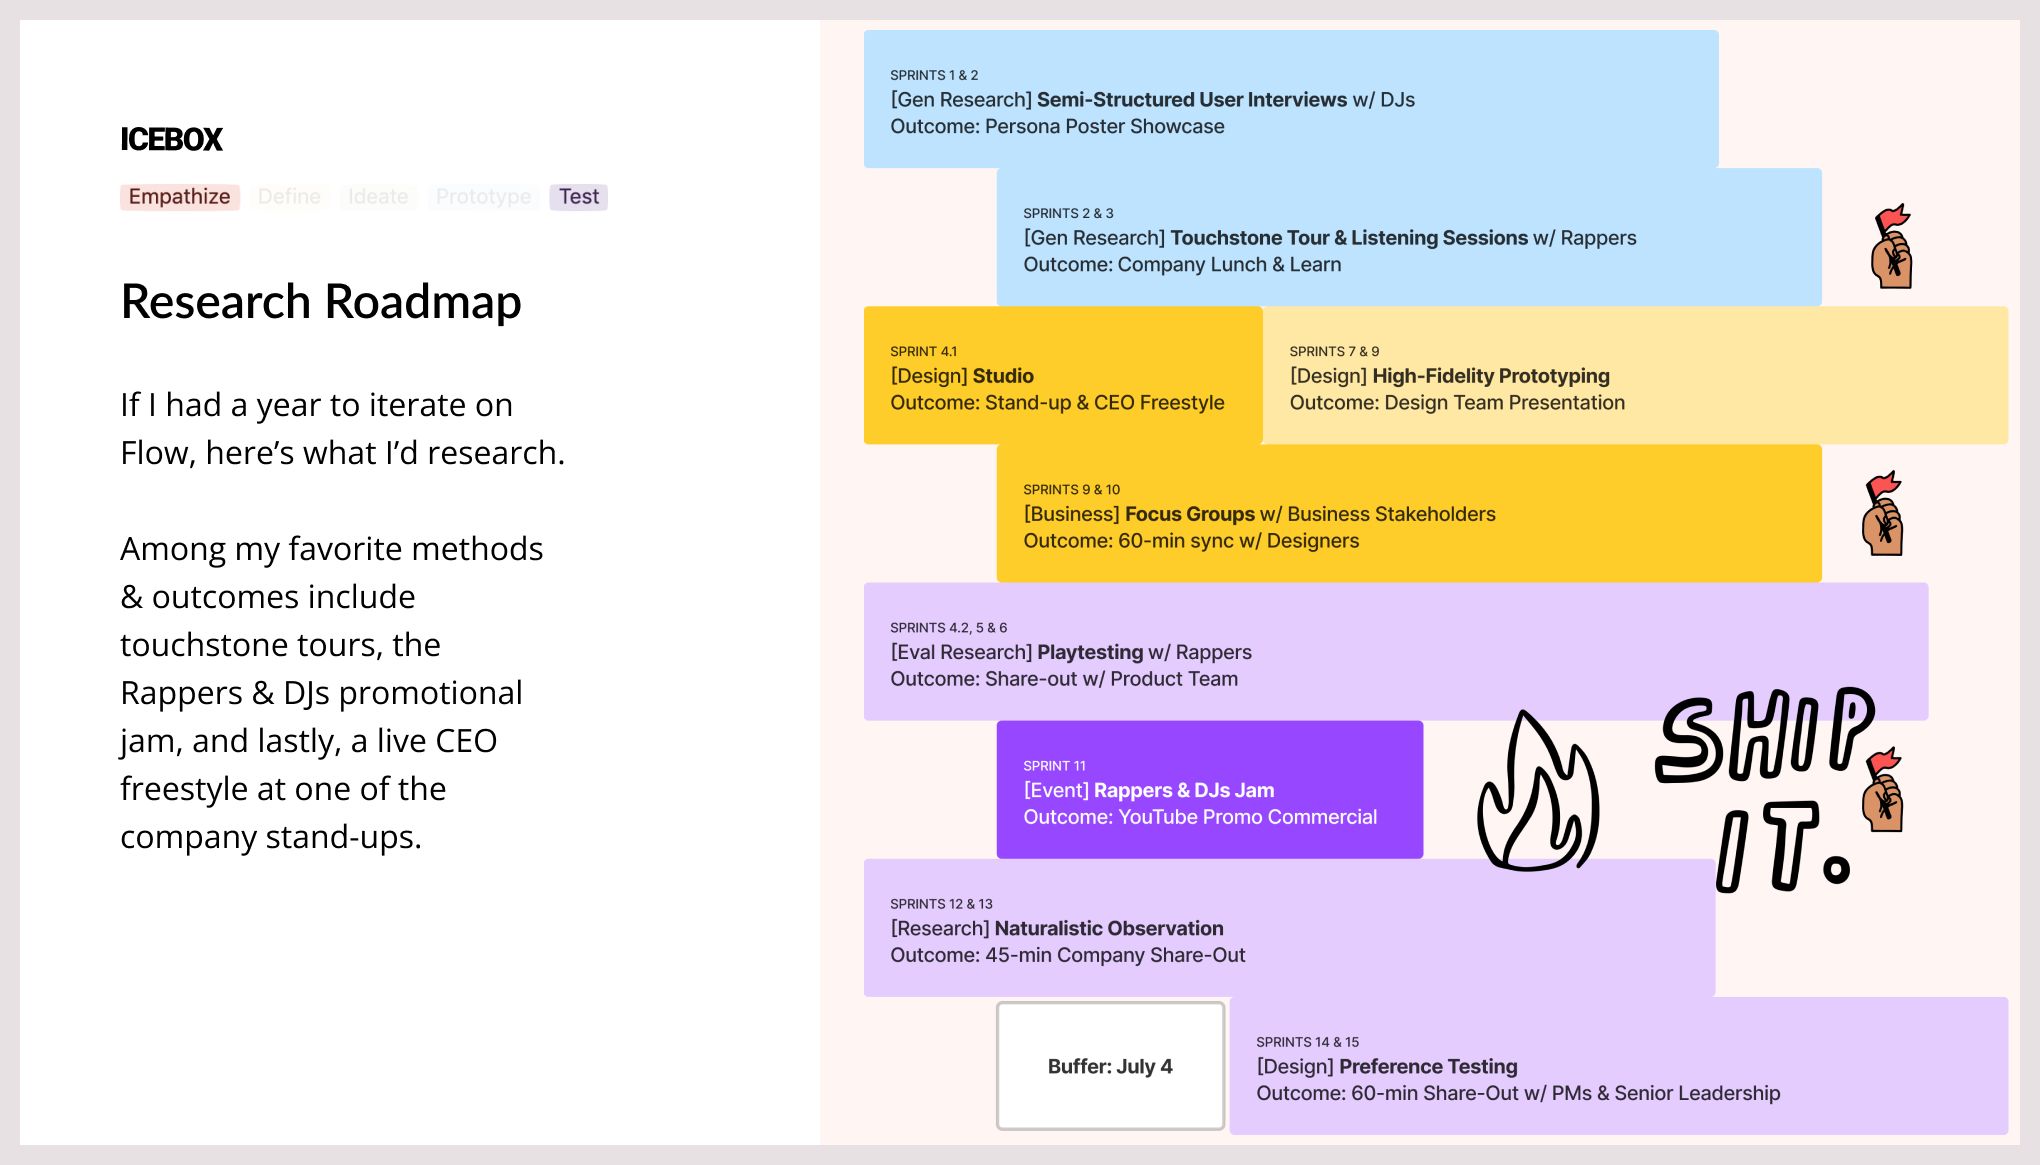 ICEBOX
Empathize Define Ideate Prototype Test
Research Roadmap
If I had a year to iterate on
Flow, here’s what I’d research.
Among my favorite methods
& outcomes include
touchstone tours, the
Rappers & DJs promotional
jam, and lastly, a live CEO
freestyle at one of the
company stand-ups.
SPRINTS 1 & 2
[Gen Research] Semi-Structured User Interviews w/ DJs
Outcome: Persona Poster Showcase
SPRINTS 2 & 3
[Gen Research] Touchstone Tour & Listening Sessions w/ Rappers
Outcome: Company Lunch & Learn
SPRINT 4.1
[Design] Studio
Outcome: Stand-up & CEO Freestyle
SPRINTS 7 & 9
[Design] High-Fidelity Prototyping
Outcome: Design Team Presentation
SPRINTS 9 & 10
[Business] Focus Groups w/ Business Stakeholders
Outcome: 60-min sync w/ Designers
SPRINTS 4.2, 5 & 6
[Eval Research] Playtesting w/ Rappers
Outcome: Share-out w/ Product Team
SPRINT 11
[Event] Rappers & DJs Jam
Outcome: YouTube Promo Commercial
SHIP
IT.
SPRINTS 12 & 13
[Research] Naturalistic Observation
Outcome: 45-min Company Share-Out
Buffer: July 4
SPRINTS 14 & 15
[Design] Preference Testing
Outcome: 60-min Share-Out w/ PMs & Senior Leadership